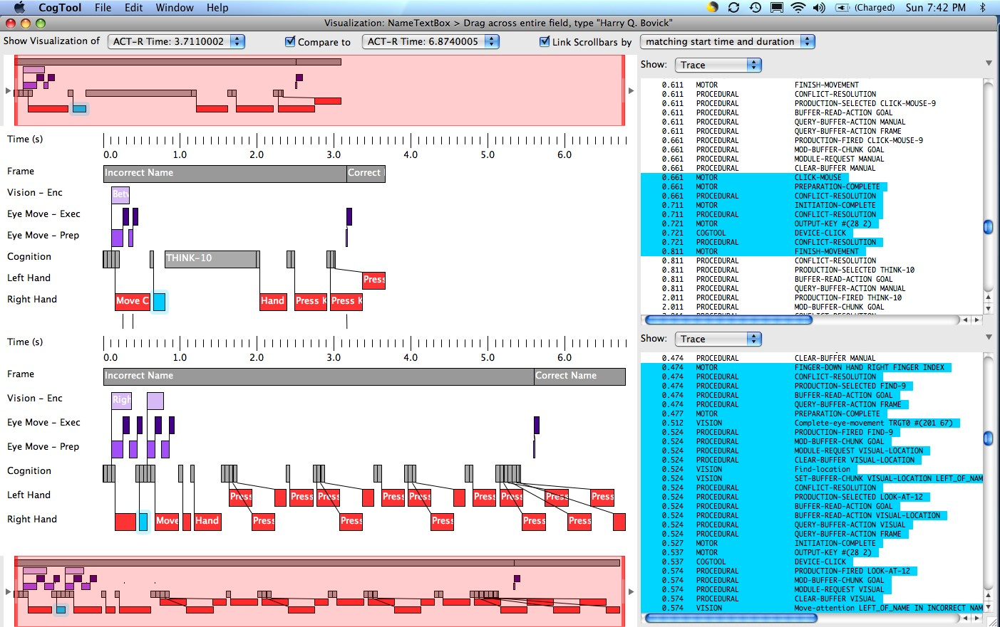 CogTool File Edit Window Help (Charged) Sun 7:42 PM
Visualization: NameTextBox > Drag across entire field, type "Harry Q. Bovick"
Show Visualization of ACT-R Time: 3.7110002 Compare to ACT-R Time: 6.8740005 Link Scrollbars by matching start time and duration
Show: Trace
Time (s)
0.0 1.0 2.0 3.0 4.0 5.0 6.0
Frame Incorrect Name Correct
Vision - Enc
Eye Move - Exec
Eye Move - Prep
Cognition THINK-10
Left Hand Press
Right Hand Move C Hand Press K Press K
0.611 MOTOR FINISH-MOVEMENT
0.611 PROCEDURAL CONFLICT-RESOLUTION
0.611 PROCEDURAL PRODUCTION-SELECTED CLICK-MOUSE-9
0.611 PROCEDURAL BUFFER-READ-ACTION GOAL
0.611 PROCEDURAL QUERY-BUFFER-ACTION MANUAL
0.611 PROCEDURAL QUERY-BUFFER-ACTION FRAME
0.661 PROCEDURAL PRODUCTION-FIRED CLICK-MOUSE-9
0.661 PROCEDURAL MOD-BUFFER-CHUNK GOAL
0.661 PROCEDURAL MODULE-REQUEST MANUAL
0.661 PROCEDURAL CLEAR-BUFFER MANUAL
0.661 MOTOR CLICK-MOUSE
0.661 MOTOR PREPARATION-COMPLETE
0.661 PROCEDURAL CONFLICT-RESOLUTION
0.711 MOTOR INITIATION-COMPLETE
0.711 PROCEDURAL CONFLICT-RESOLUTION
0.721 MOTOR OUTPUT-KEY #(28 2)
0.721 COGTOOL DEVICE-CLICK
0.721 PROCEDURAL CONFLICT-RESOLUTION
0.811 MOTOR FINISH-MOVEMENT
0.811 PROCEDURAL CONFLICT-RESOLUTION
0.811 PROCEDURAL PRODUCTION-SELECTED THINK-10
0.811 PROCEDURAL BUFFER-READ-ACTION GOAL
0.811 PROCEDURAL QUERY-BUFFER-ACTION MANUAL
2.011 PROCEDURAL PRODUCTION-FIRED THINK-10
2.011 PROCEDURAL MOD-BUFFER-CHUNK GOAL
Show: Trace
Time (s)
0.0 1.0 2.0 3.0 4.0 5.0 6.0
Frame Incorrect Name Correct Name
Vision - Enc
Eye Move - Exec
Eye Move - Prep
Cognition
Left Hand Press Press Press Press Press Press Press Press Press
Right Hand Move Hand Press Press Press Press Press
0.474 PROCEDURAL CLEAR-BUFFER MANUAL
0.474 MOTOR FINGER-DOWN HAND RIGHT FINGER INDEX
0.474 PROCEDURAL CONFLICT-RESOLUTION
0.474 PROCEDURAL PRODUCTION-SELECTED FIND-9
0.474 PROCEDURAL BUFFER-READ-ACTION GOAL
0.474 PROCEDURAL QUERY-BUFFER-ACTION FRAME
0.477 MOTOR PREPARATION-COMPLETE
0.512 VISION Complete-eye-movement TRGT0 #(201 67)
0.524 PROCEDURAL PRODUCTION-FIRED FIND-9
0.524 PROCEDURAL MOD-BUFFER-CHUNK GOAL
0.524 PROCEDURAL MODULE-REQUEST VISUAL-LOCATION
0.524 PROCEDURAL CLEAR-BUFFER VISUAL-LOCATION
0.524 VISION Find-location
0.524 VISION SET-BUFFER-CHUNK VISUAL-LOCATION LEFT_OF_NAM
0.524 PROCEDURAL CONFLICT-RESOLUTION
0.524 PROCEDURAL PRODUCTION-SELECTED LOOK-AT-12
0.524 PROCEDURAL BUFFER-READ-ACTION GOAL
0.524 PROCEDURAL BUFFER-READ-ACTION VISUAL-LOCATION
0.524 PROCEDURAL QUERY-BUFFER-ACTION VISUAL
0.524 PROCEDURAL QUERY-BUFFER-ACTION FRAME
0.527 MOTOR INITIATION-COMPLETE
0.537 MOTOR OUTPUT-KEY #(28 2)
0.537 COGTOOL DEVICE-CLICK
0.574 PROCEDURAL PRODUCTION-FIRED LOOK-AT-12
0.574 PROCEDURAL MOD-BUFFER-CHUNK GOAL
0.574 PROCEDURAL MODULE-REQUEST VISUAL
0.574 PROCEDURAL CLEAR-BUFFER VISUAL
0.574 VISION Move-attention LEFT_OF_NAME IN INCORRECT NAM